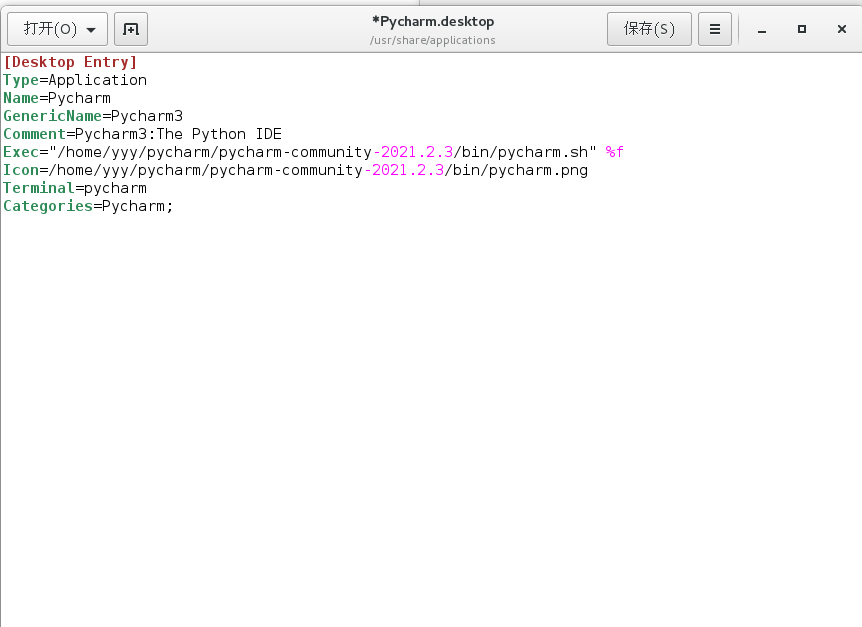 打开(O)
*Pycharm.desktop
/usr/share/applications
保存(S)
[Desktop Entry]
Type=Application
Name=Pycharm
GenericName=Pycharm3
Comment=Pycharm3:The Python IDE
Exec="/home/yyy/pycharm/pycharm-community-2021.2.3/bin/pycharm.sh" %f
Icon=/home/yyy/pycharm/pycharm-community-2021.2.3/bin/pycharm.png
Terminal=pycharm
Categories=Pycharm;